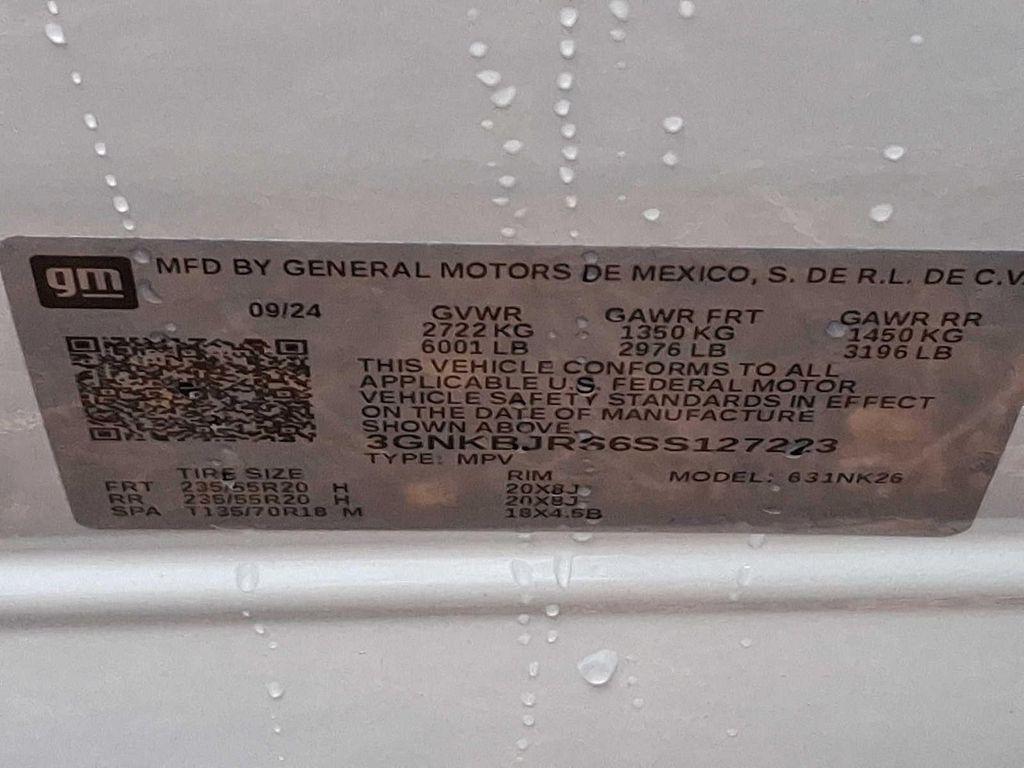 gm
MFD BY GENERAL MOTORS DE MEXICO, S. DE R.L. DE C.V.
09/24 GVWR GAWR FRT GAWR RR
2722 KG 1350 KG 1450 KG
6001 LB 2976 LB 3196 LB
THIS VEHICLE CONFORMS TO ALL
APPLICABLE U.S. FEDERAL MOTOR
VEHICLE SAFETY STANDARDS IN EFFECT
ON THE DATE OF MANUFACTURE
SHOWN ABOVE.
3GNKBJRS6SS127223
TYPE: MPV
TIRE SIZE RIM MODEL: 631NK26
FRT 235/55R20 H 20X8J
RR 235/55R20 H 20X8J
SPA T135/70R18 M 18X4.5B